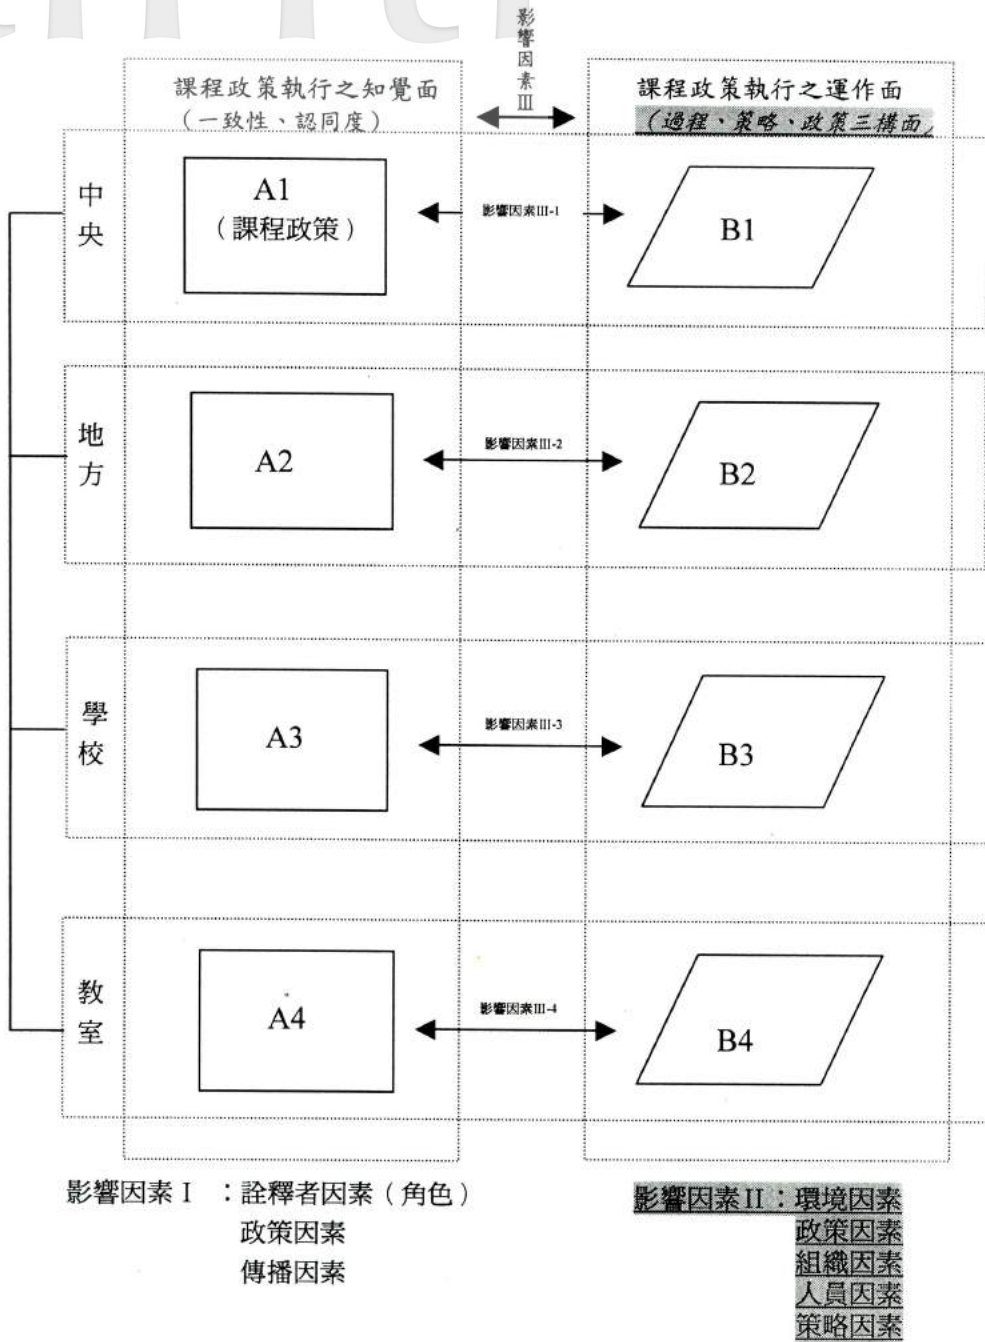 影響因素III
課程政策執行之知覺面
（一致性、認同度）
課程政策執行之運作面
（過程、策略、政策三構面
中央
A1
（課程政策）
影響因素III-1
B1
地方
A2
影響因素III-2
B2
學校
A3
影響因素III-3
B3
教室
A4
影響因素III-4
B4
影響因素I ：詮釋者因素（角色）
政策因素
傳播因素
影響因素II：環境因素
政策因素
組織因素
人員因素
策略因素